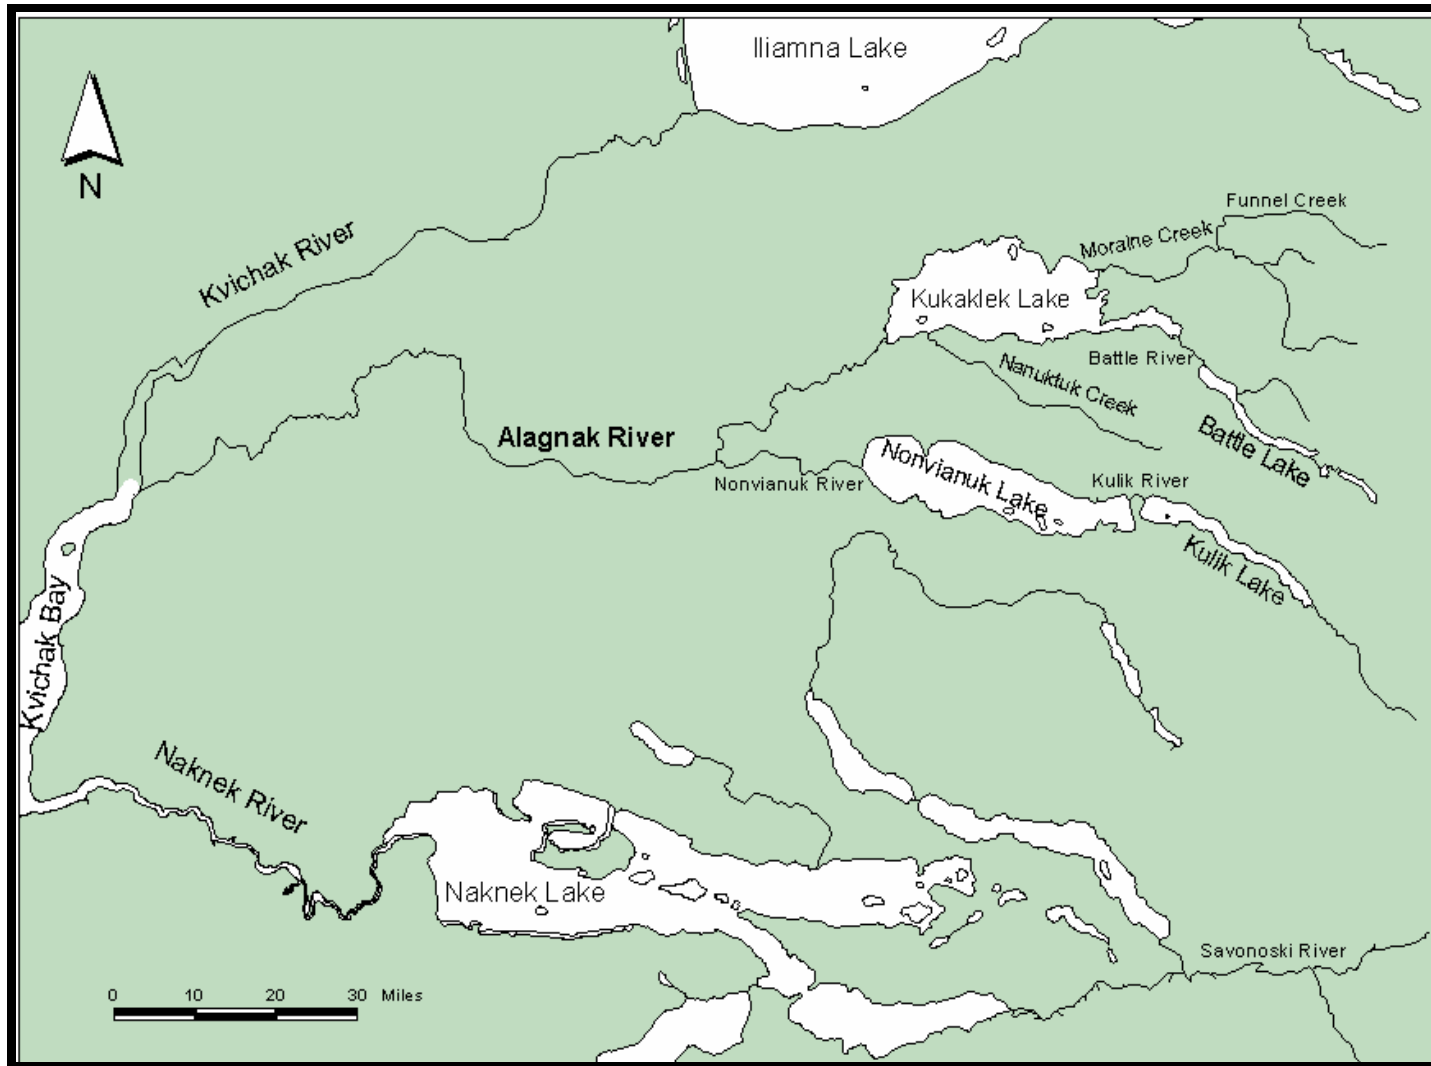 Iliamna Lake
N
Funnel Creek
Moraine Creek
Kvichak River
Kukaklek Lake
Battle River
Nanuktuk Creek
Battle Lake
Alagnak River
Nonvianuk Lake
Nonvianuk River
Kulik River
Kulik Lake
Kvichak Bay
Naknek River
Naknek Lake
Savonoski River
0 10 20 30 Miles